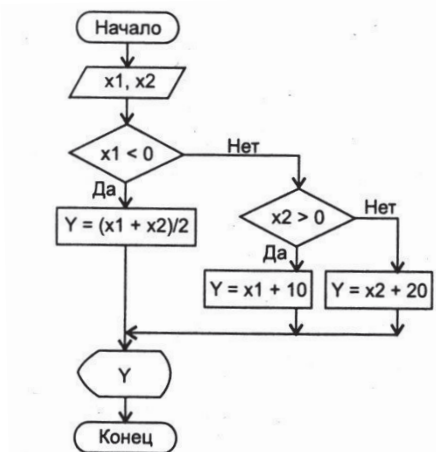 Начало
x1, x2
x1 < 0
Нет
Да
Y = (x1 + x2)/2
x2 > 0
Нет
Да
Y = x1 + 10
Y = x2 + 20
Y
Конец